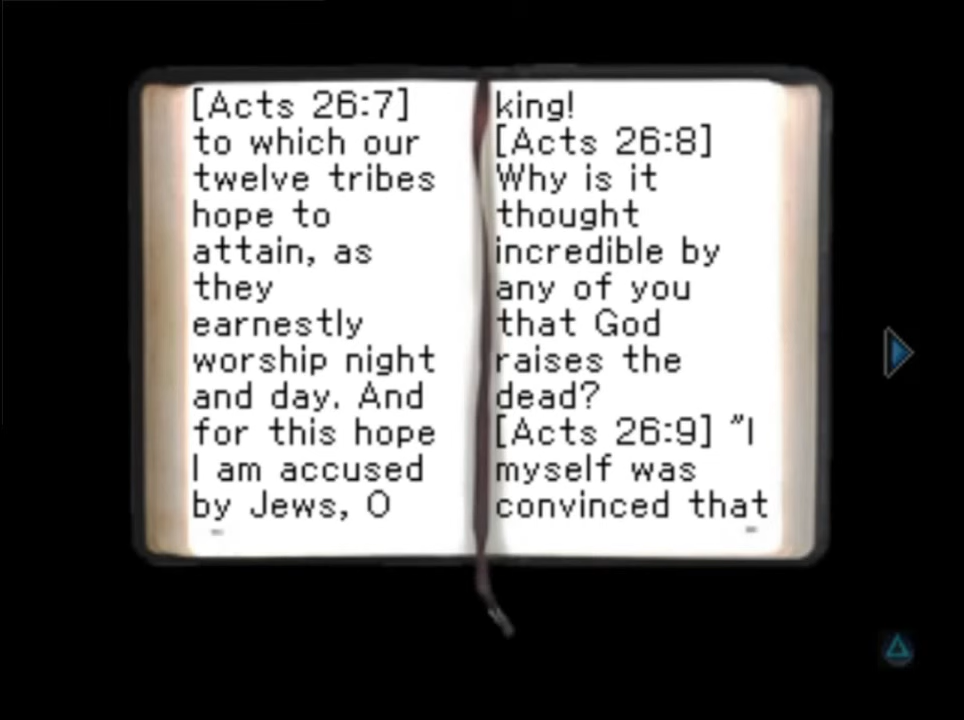 [Acts 26:7]
to which our
twelve tribes
hope to
attain, as
they
earnestly
worship night
and day. And
for this hope
I am accused
by Jews, O
king!
[Acts 26:8]
Why is it
thought
incredible by
any of you
that God
raises the
dead?
[Acts 26:9] "I
myself was
convinced that